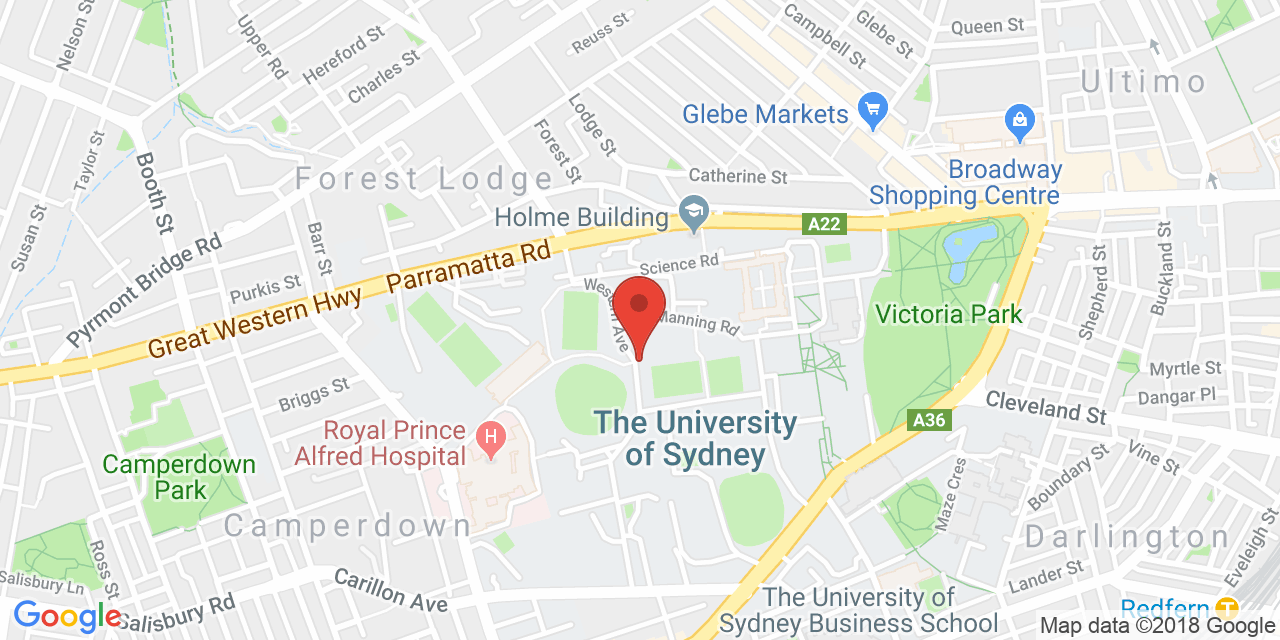 Nelson St
Upper Rd
Hereford St
Charles St
Reuss St
Campbell St
Glebe St
Queen St
Ultimo
Glebe Markets
Lodge St
Forest St
Taylor St
Booth St
Forest Lodge
Catherine St
Broadway
Shopping Centre
Holme Building
A22
Susan St
Barr St
Pyrmont Bridge Rd
Purkis St
Great Western Hwy
Parramatta Rd
Science Rd
Western Ave
Manning Rd
Victoria Park
Shepherd St
Buckland St
Myrtle St
Dangar Pl
Briggs St
Cleveland St
A36
Royal Prince
Alfred Hospital
H
The University
of Sydney
Camperdown
Park
Camperdown
Vine St
Boundary St
Maze Cres
Darlington
Eveleigh St
Lander St
Ross St
Salisbury Ln
Salisbury Rd
Carillon Ave
The University of
Sydney Business School
Redfern
T
Google
Map data ©2018 Google